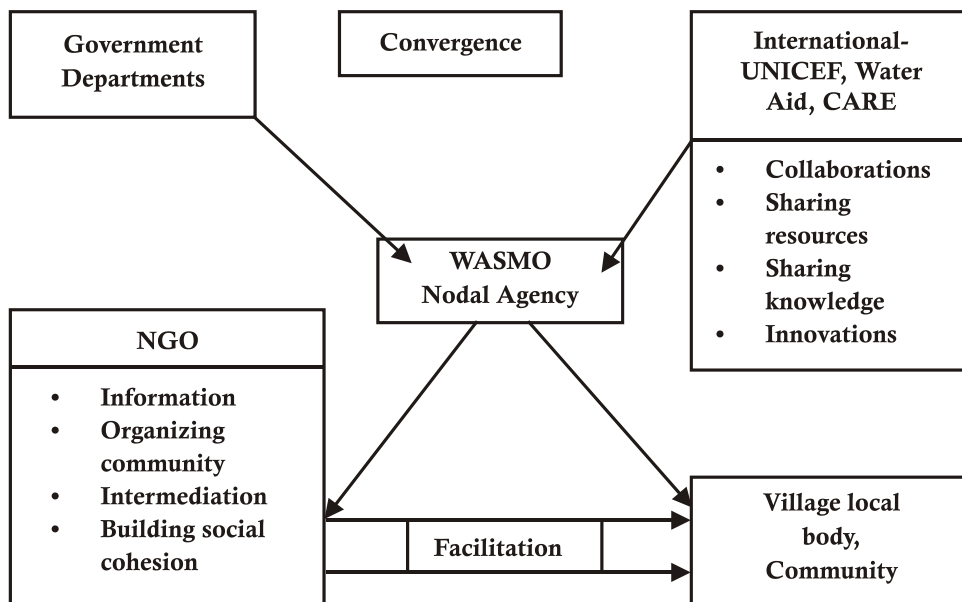 Government
Departments
Convergence
International-
UNICEF, Water
Aid, CARE
• Collaborations
• Sharing
resources
• Sharing
knowledge
• Innovations
WASMO
Nodal Agency
NGO
• Information
• Organizing
community
• Intermediation
• Building social
cohesion
Facilitation
Village local
body,
Community